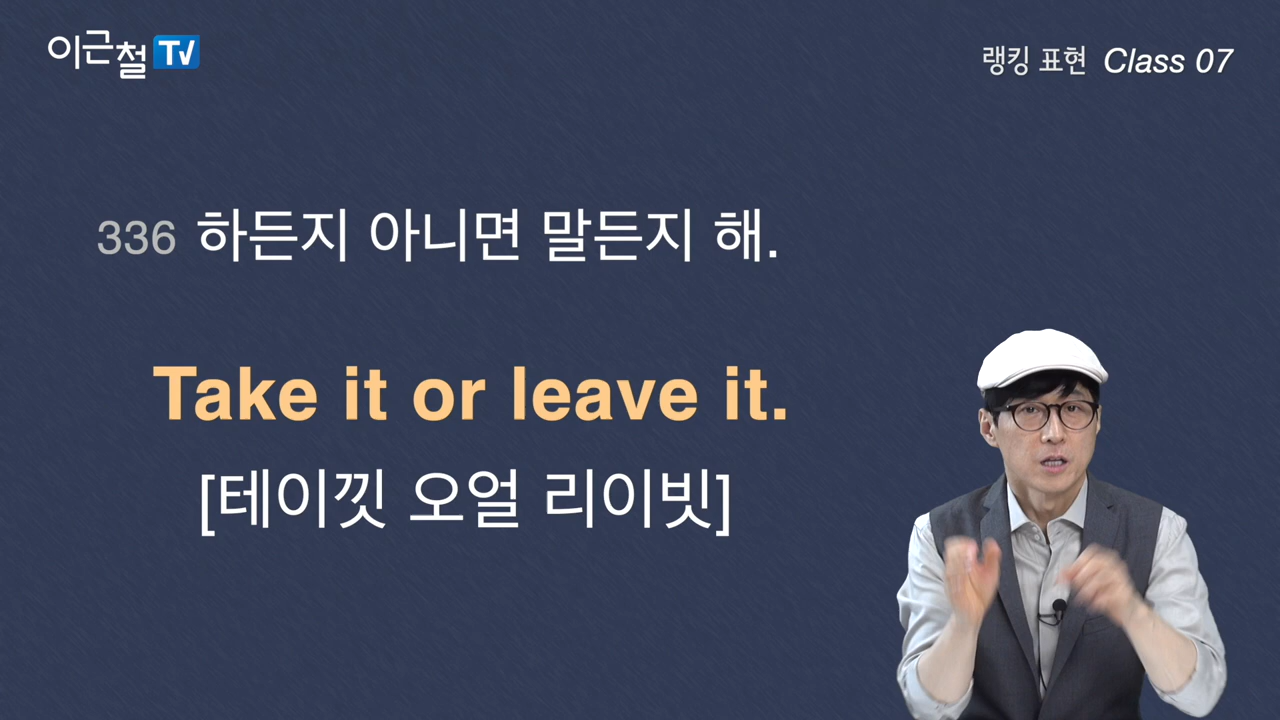 이근철 TV
랭킹 표현 Class 07
336 하든지 아니면 말든지 해.
Take it or leave it.
[테이낏 오얼 리이빗]